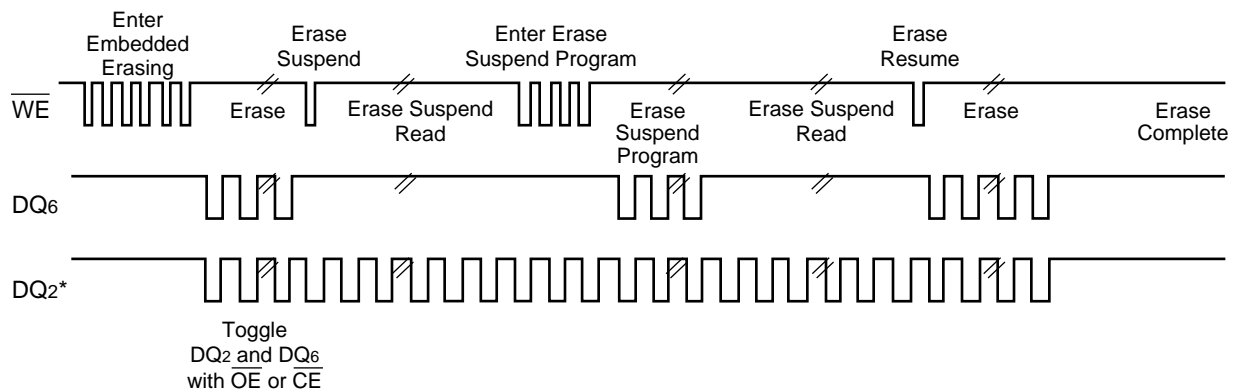 Enter
Embedded
Erasing
Erase
Suspend
Enter Erase
Suspend Program
Erase
Resume
WE
Erase
Erase Suspend
Read
Erase
Suspend
Program
Erase Suspend
Read
Erase
Erase
Complete
DQ6
DQ2*
Toggle
DQ2 and DQ6
with OE or CE